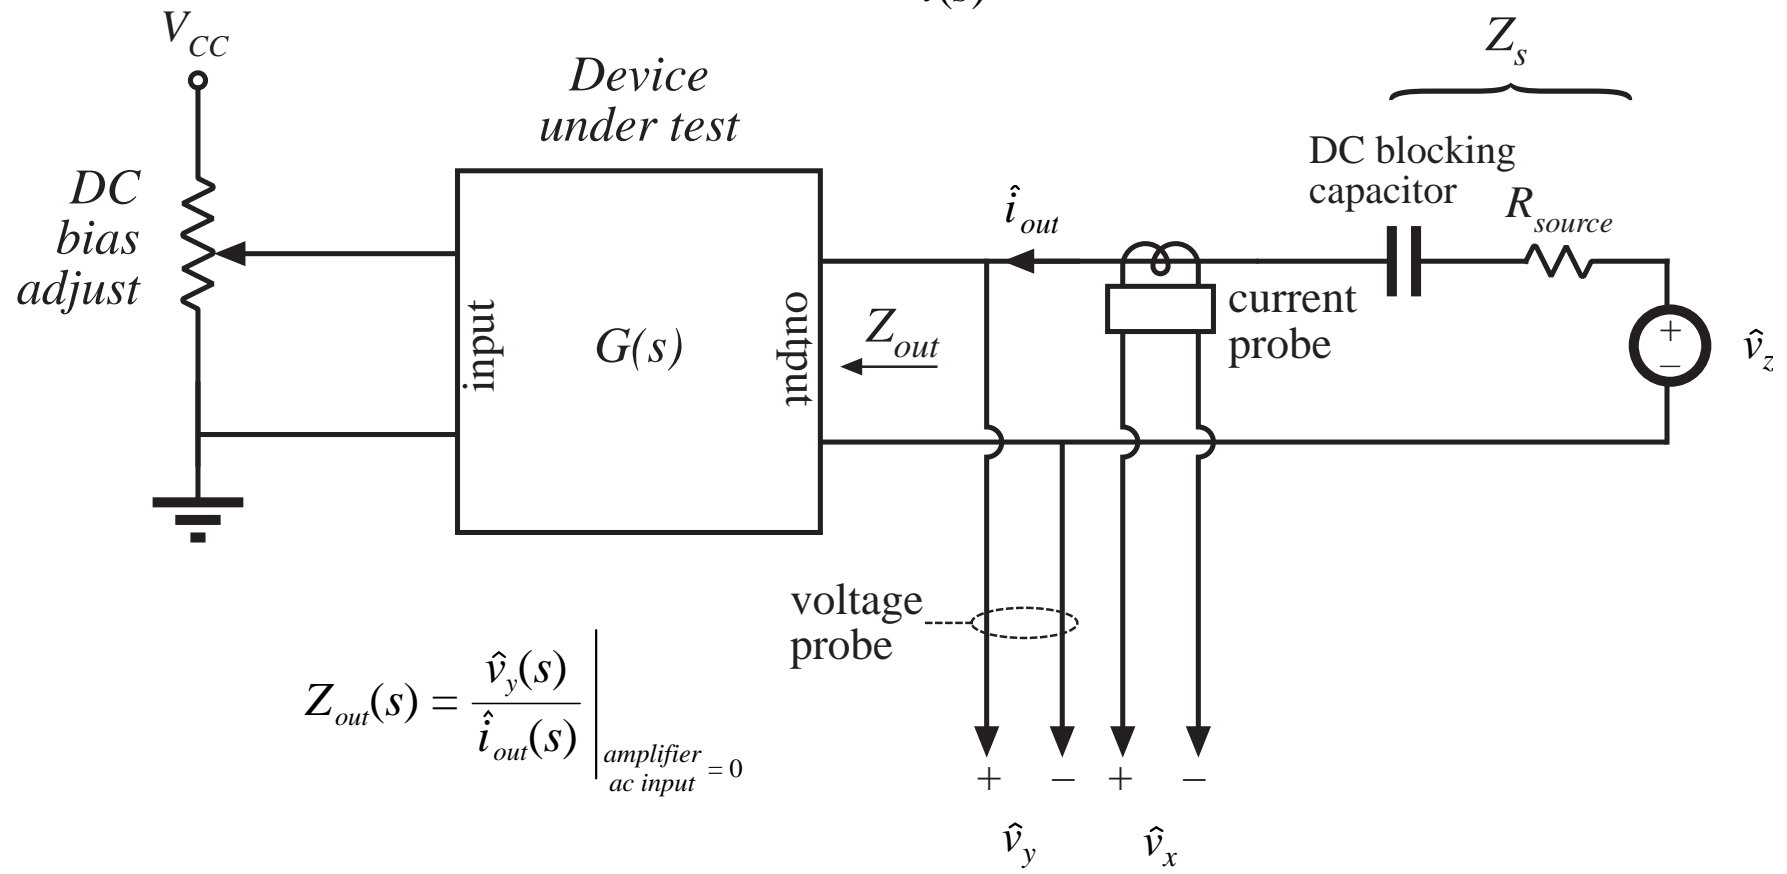 V_CC
Device
under test
Z_s
DC
bias
adjust
DC blocking
capacitor
R_source
î_out
input
G(s)
output
Z_out
current
probe
+
–
v̂_z
voltage
probe
Z_out(s) = v̂_y(s) / î_out(s) | amplifier ac input = 0
+ – + –
v̂_y v̂_x